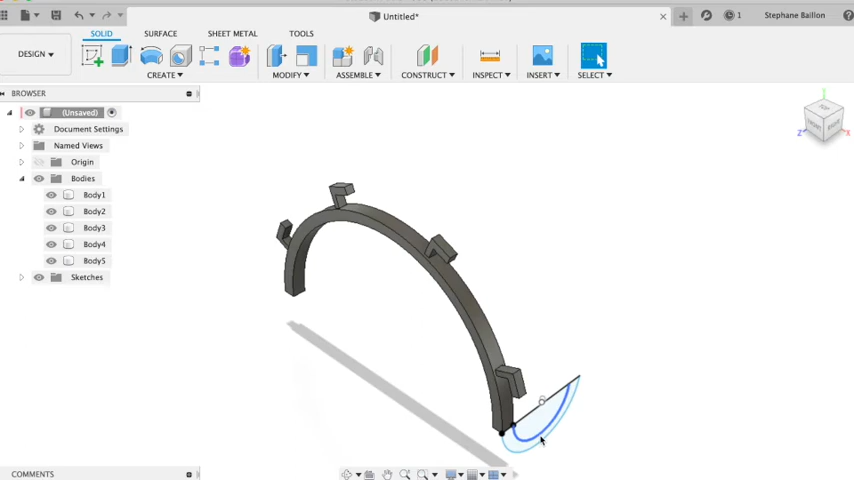 Untitled*
1
Stephane Baillon
SOLID
SURFACE
SHEET METAL
TOOLS
DESIGN
CREATE
MODIFY
ASSEMBLE
CONSTRUCT
INSPECT
INSERT
SELECT
BROWSER
(Unsaved)
Document Settings
Named Views
Origin
Bodies
Body1
Body2
Body3
Body4
Body5
Sketches
Z
X
COMMENTS